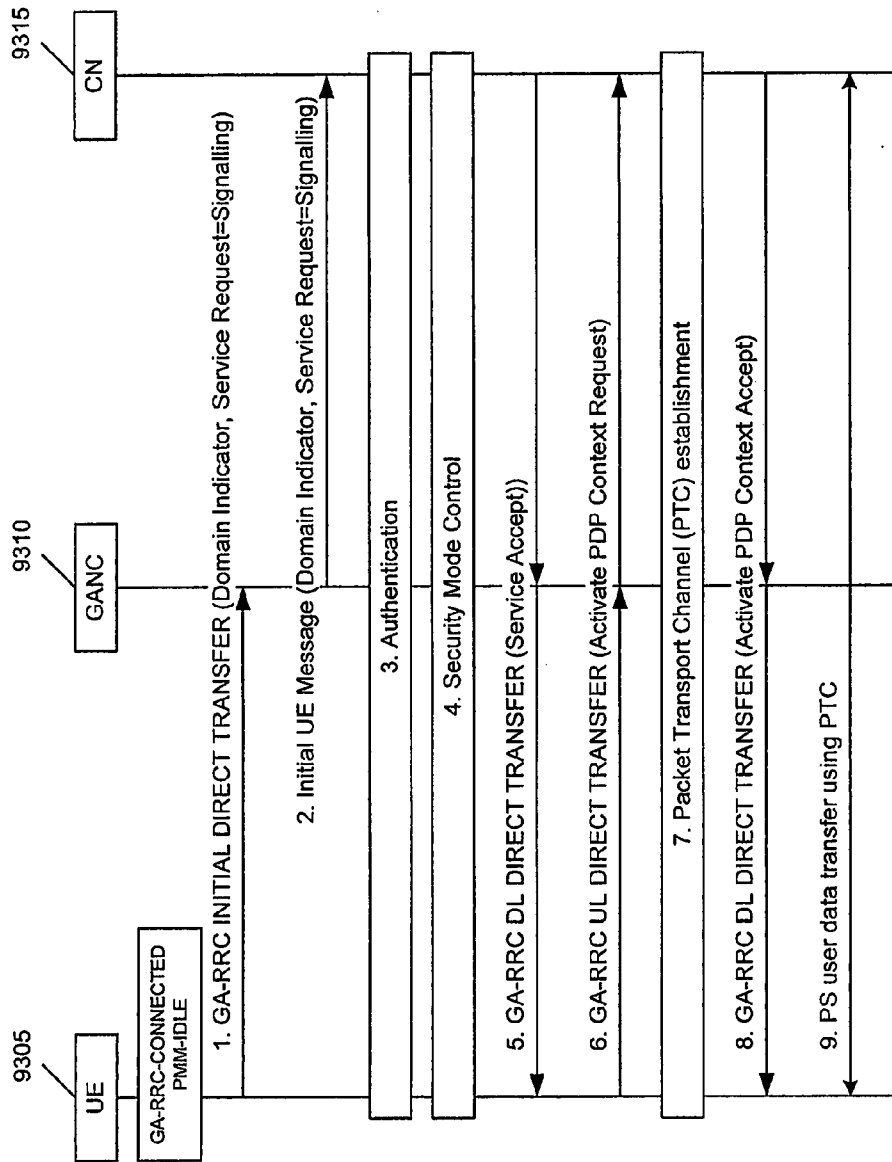 9305
9310
9315
UE
GANC
CN
GA-RRC-CONNECTED
PMM-IDLE
1. GA-RRC INITIAL DIRECT TRANSFER (Domain Indicator, Service Request=Signalling)
2. Initial UE Message (Domain Indicator, Service Request=Signalling)
3. Authentication
4. Security Mode Control
5. GA-RRC DL DIRECT TRANSFER (Service Accept))
6. GA-RRC UL DIRECT TRANSFER (Activate PDP Context Request)
7. Packet Transport Channel (PTC) establishment
8. GA-RRC DL DIRECT TRANSFER (Activate PDP Context Accept)
9. PS user data transfer using PTC